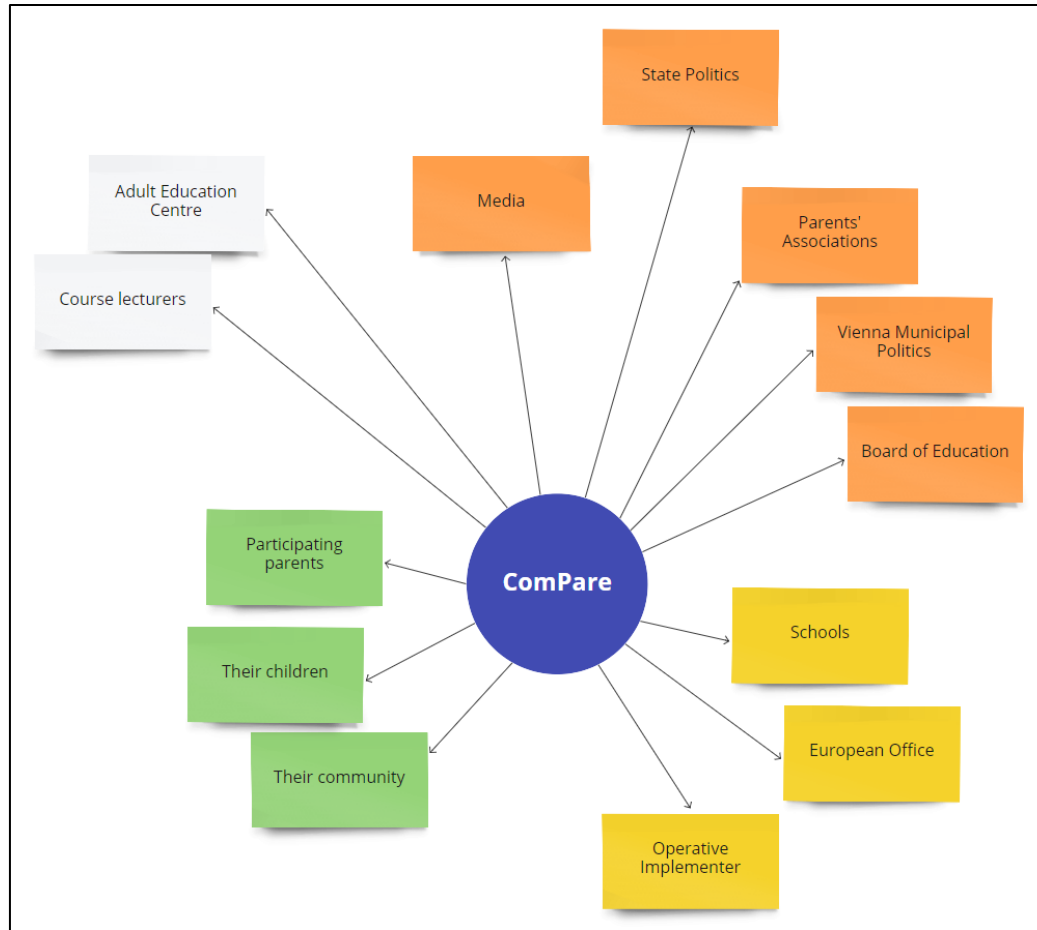 State Politics
Media
Adult Education
Centre
Course lecturers
Parents'
Associations
Vienna Municipal
Politics
Board of Education
ComPare
Participating
parents
Their children
Their community
Schools
European Office
Operative
Implementer